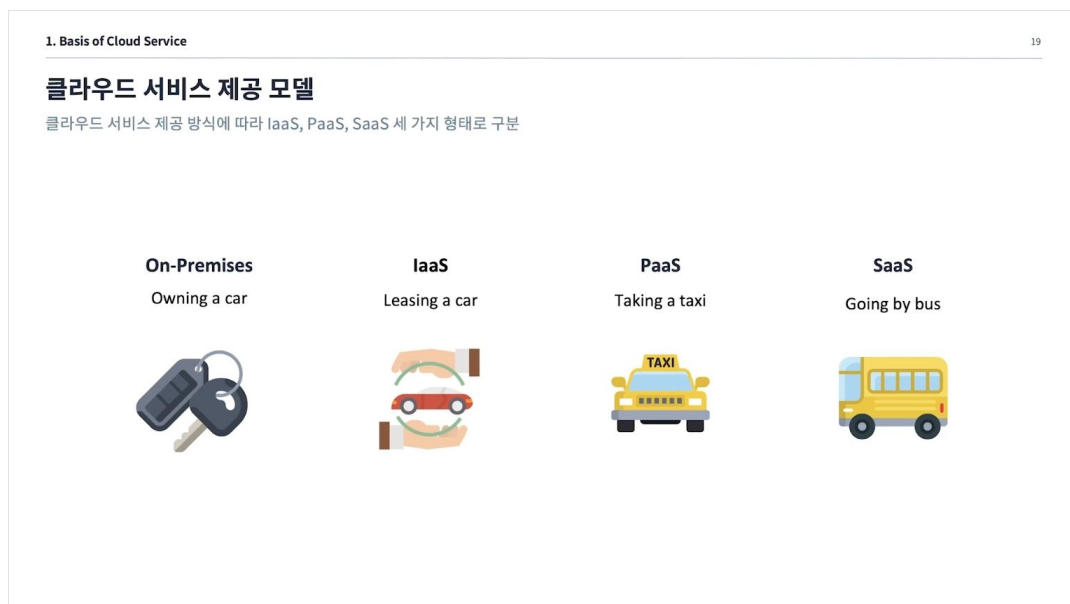 1. Basis of Cloud Service
19
클라우드 서비스 제공 모델
클라우드 서비스 제공 방식에 따라 IaaS, PaaS, SaaS 세 가지 형태로 구분
On-Premises
Owning a car
IaaS
Leasing a car
PaaS
Taking a taxi
SaaS
Going by bus
TAXI